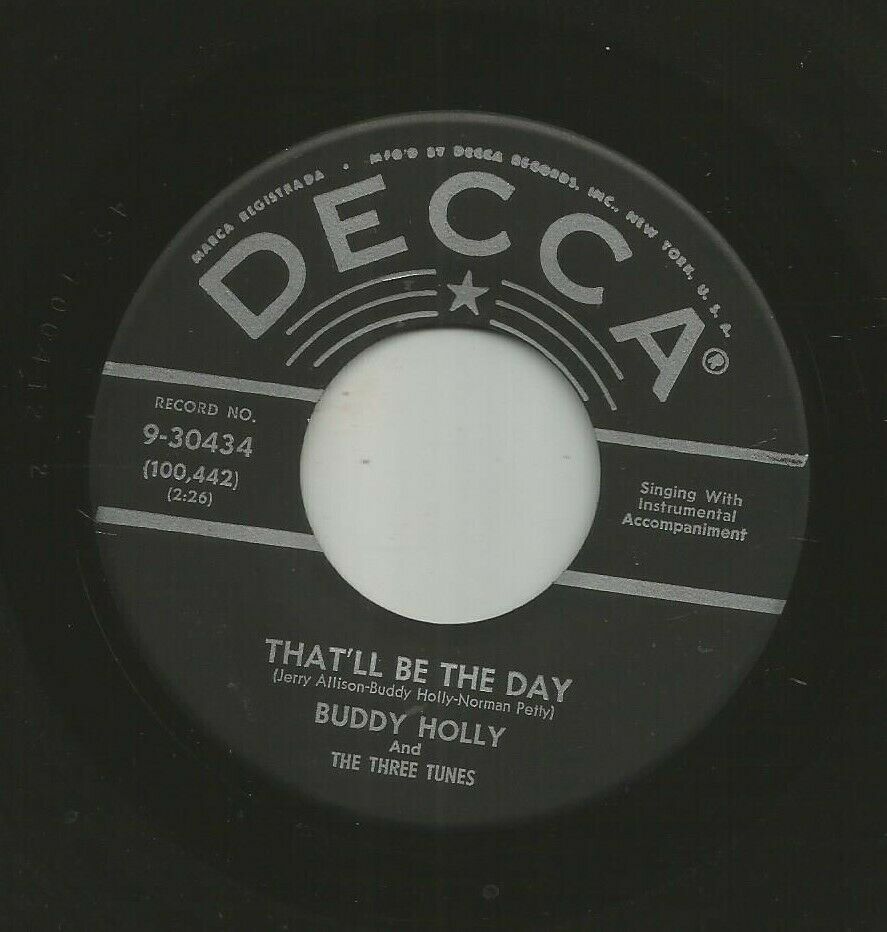 MARCA REGISTRADA • MFG'D BY DECCA RECORDS, INC., NEW YORK, U.S.A.
DECCA®
RECORD NO.
9-30434
(100,442)
(2:26)
Singing With
Instrumental
Accompaniment
THAT'LL BE THE DAY
(Jerry Allison-Buddy Holly-Norman Petty)
BUDDY HOLLY
And
THE THREE TUNES